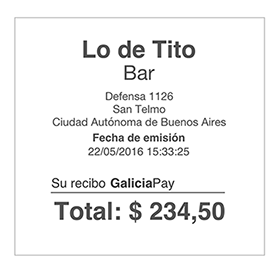 Lo de Tito
Bar
Defensa 1126
San Telmo
Ciudad Autónoma de Buenos Aires
Fecha de emisión
22/05/2016 15:33:25
Su recibo GaliciaPay
Total: $ 234,50